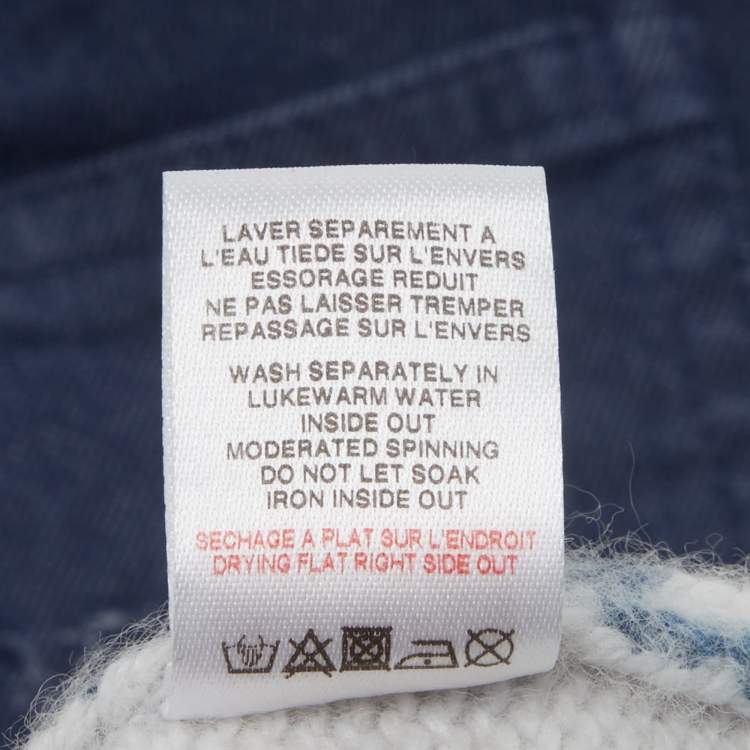 LAVER SEPAREMENT A
L'EAU TIEDE SUR L'ENVERS
ESSORAGE REDUIT
NE PAS LAISSER TREMPER
REPASSAGE SUR L'ENVERS
WASH SEPARATELY IN
LUKEWARM WATER
INSIDE OUT
MODERATED SPINNING
DO NOT LET SOAK
IRON INSIDE OUT
SECHAGE A PLAT SUR L'ENDROIT
DRYING FLAT RIGHT SIDE OUT